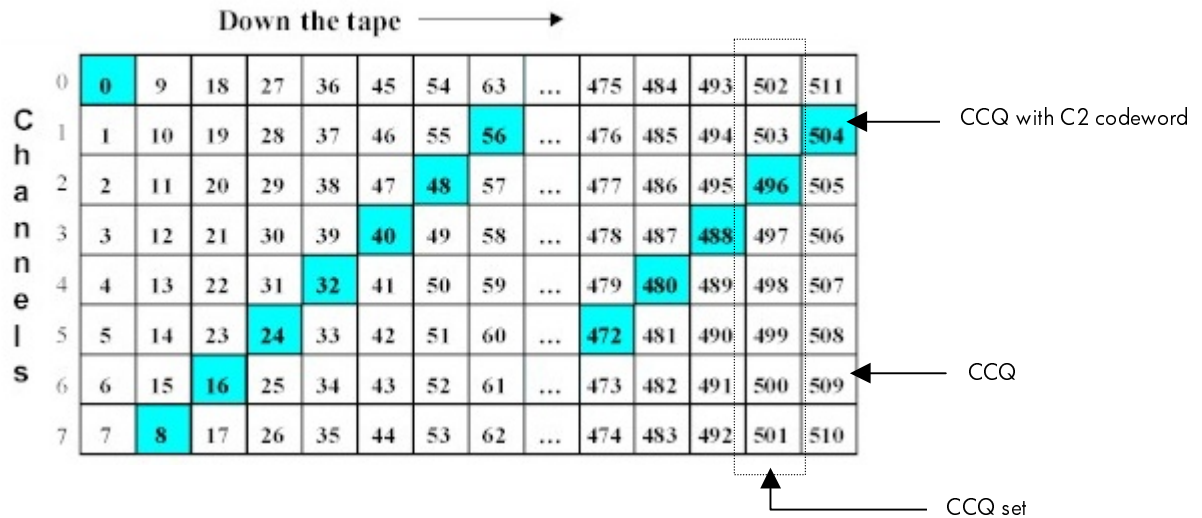 Down the tape
0 0 9 18 27 36 45 54 63 ... 475 484 493 502 511
1 1 10 19 28 37 46 55 56 ... 476 485 494 503 504
2 2 11 20 29 38 47 48 57 ... 477 486 495 496 505
3 3 12 21 30 39 40 49 58 ... 478 487 488 497 506
4 4 13 22 31 32 41 50 59 ... 479 480 489 498 507
5 5 14 23 24 33 42 51 60 ... 472 481 490 499 508
6 6 15 16 25 34 43 52 61 ... 473 482 491 500 509
7 7 8 17 26 35 44 53 62 ... 474 483 492 501 510
Channels
CCQ with C2 codeword
CCQ
CCQ set